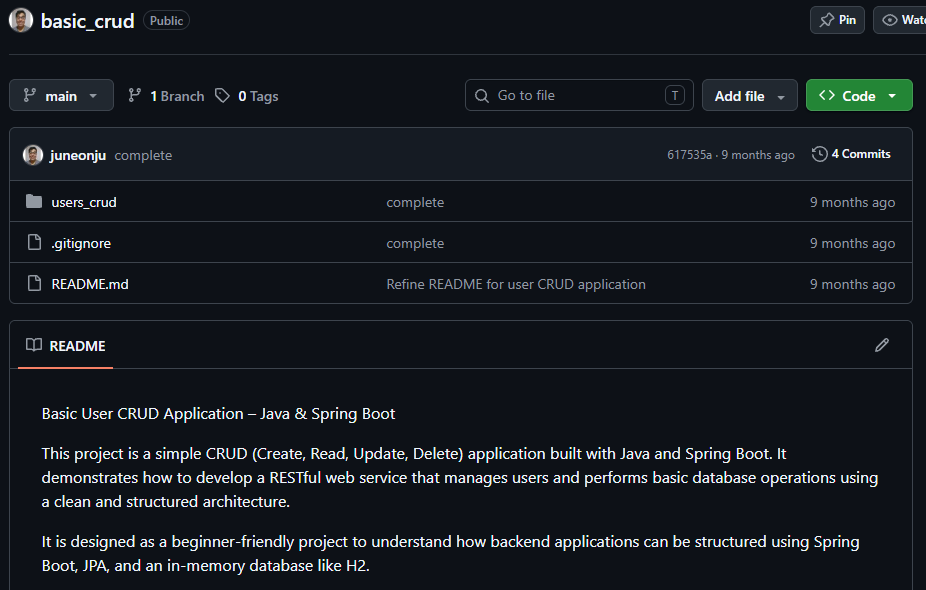 basic_crud Public Pin
main 1 Branch 0 Tags Go to file T Add file Code
juneonju complete 617535a · 9 months ago 4 Commits
users_crud complete 9 months ago
.gitignore complete 9 months ago
README.md Refine README for user CRUD application 9 months ago
README
Basic User CRUD Application – Java & Spring Boot
This project is a simple CRUD (Create, Read, Update, Delete) application built with Java and Spring Boot. It
demonstrates how to develop a RESTful web service that manages users and performs basic database operations using
a clean and structured architecture.
It is designed as a beginner-friendly project to understand how backend applications can be structured using Spring
Boot, JPA, and an in-memory database like H2.